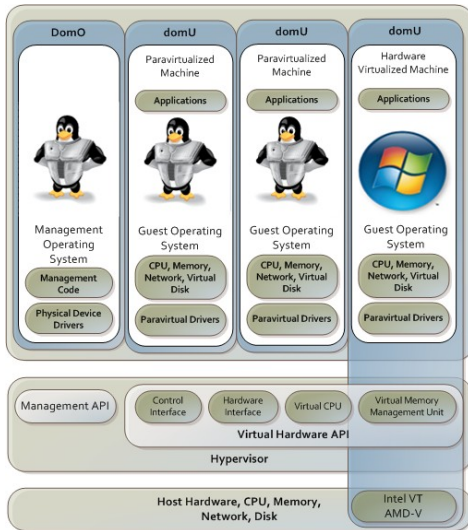 DomO
domU
domU
domU
Paravirtualized
Machine
Applications
Paravirtualized
Machine
Applications
Hardware
Virtualized Machine
Applications
Management
Operating
System
Management
Code
Physical Device
Drivers
Guest Operating
System
CPU, Memory,
Network, Virtual
Disk
Paravirtual Drivers
Guest Operating
System
CPU, Memory,
Network, Virtual
Disk
Paravirtual Drivers
Guest Operating
System
CPU, Memory,
Network, Virtual
Disk
Paravirtual Drivers
Management API
Control
Interface
Hardware
Interface
Virtual CPU
Virtual Memory
Management Unit
Virtual Hardware API
Hypervisor
Host Hardware, CPU, Memory,
Network, Disk
Intel VT
AMD-V